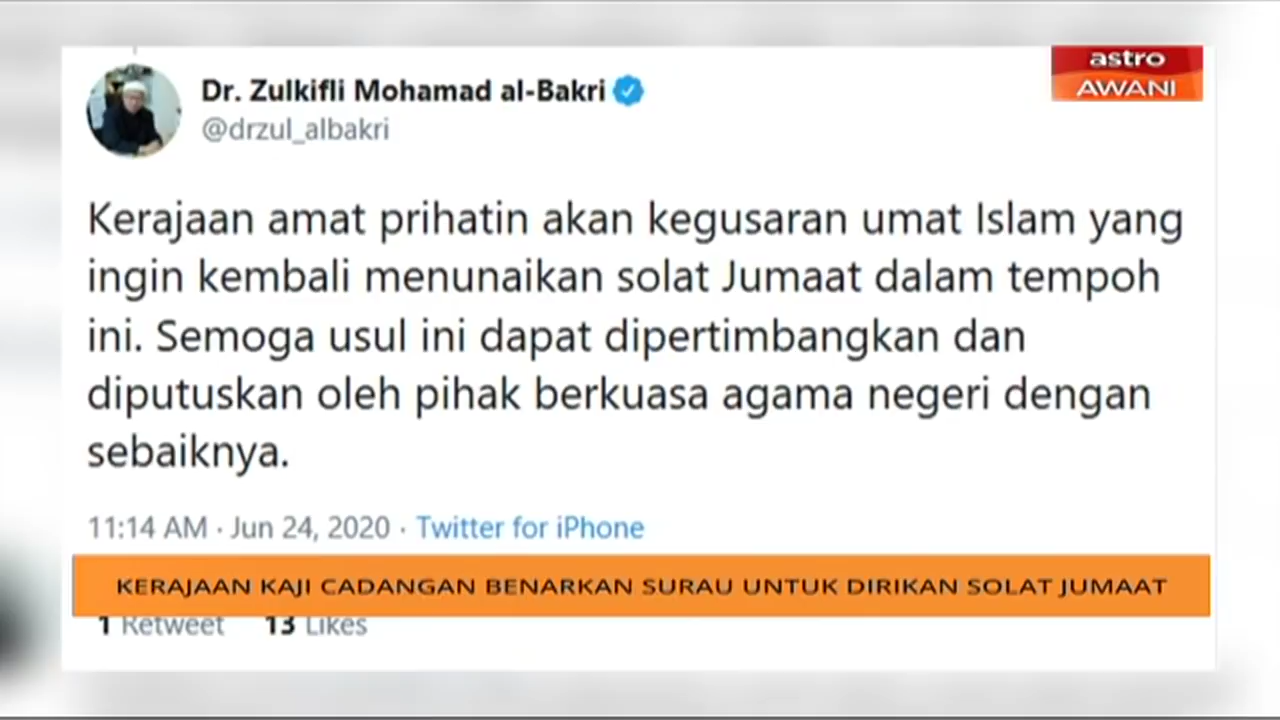 Dr. Zulkifli Mohamad al-Bakri
@drzul_albakri
astro
AWANI
Kerajaan amat prihatin akan kegusaran umat Islam yang
ingin kembali menunaikan solat Jumaat dalam tempoh
ini. Semoga usul ini dapat dipertimbangkan dan
diputuskan oleh pihak berkuasa agama negeri dengan
sebaiknya.
11:14 AM · Jun 24, 2020 · Twitter for iPhone
KERAJAAN KAJI CADANGAN BENARKAN SURAU UNTUK DIRIKAN SOLAT JUMAAT
1 Retweet 13 Likes